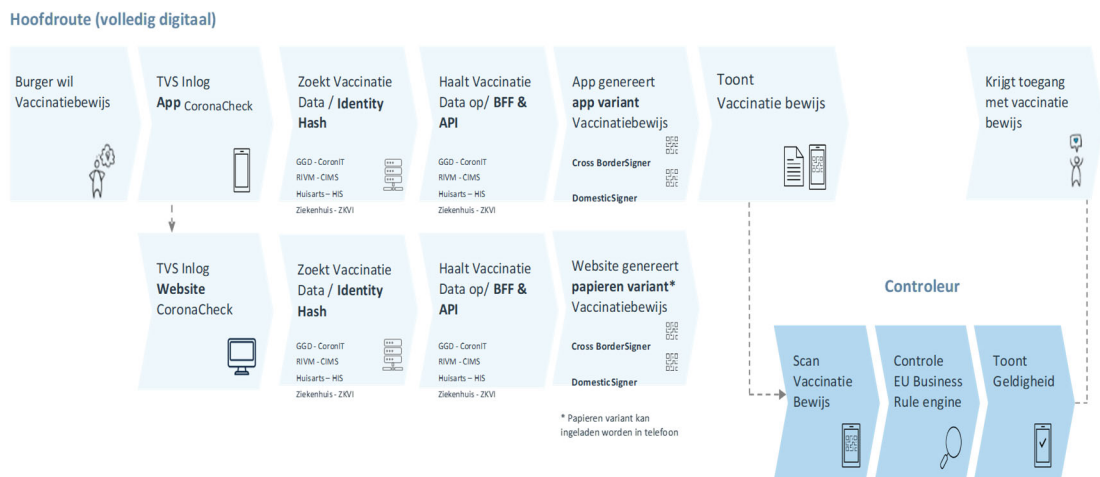 Hoofdroute (volledig digitaal)
Burger wil
Vaccinatiebewijs
TVS Inlog
App CoronaCheck
Zoekt Vaccinatie
Data / Identity
Hash
GGD - CoronIT
RIVM - CIMS
Huisarts – HIS
Ziekenhuis - ZKVI
Haalt Vaccinatie
Data op/ BFF &
API
GGD - CoronIT
RIVM - CIMS
Huisarts – HIS
Ziekenhuis - ZKVI
App genereert
app variant
Vaccinatiebewijs
Cross BorderSigner
DomesticSigner
Toont
Vaccinatie bewijs
Krijgt toegang
met vaccinatie
bewijs
TVS Inlog
Website
CoronaCheck
Zoekt Vaccinatie
Data / Identity
Hash
GGD - CoronIT
RIVM - CIMS
Huisarts – HIS
Ziekenhuis - ZKVI
Haalt Vaccinatie
Data op/ BFF &
API
GGD - CoronIT
RIVM - CIMS
Huisarts – HIS
Ziekenhuis - ZKVI
Website genereert
papieren variant*
Vaccinatiebewijs
Cross BorderSigner
DomesticSigner
* Papieren variant kan
ingeladen worden in telefoon
Controleur
Scan
Vaccinatie
Bewijs
Controle
EU Business
Rule engine
Toont
Geldigheid